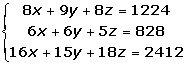 8x + 9y + 8z = 1224
6x + 6y + 5z = 828
16x + 15y + 18z = 2412